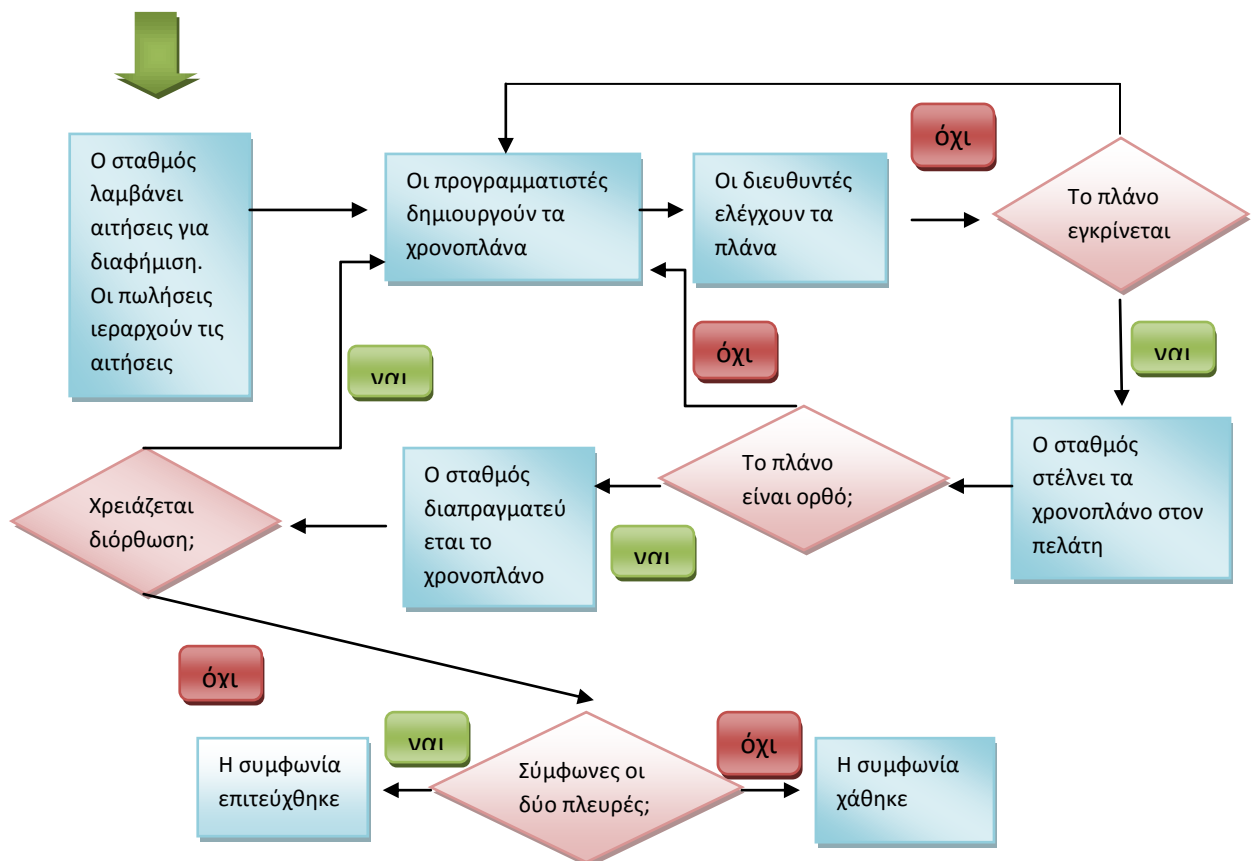 Ο σταθμός
λαμβάνει
αιτήσεις για
διαφήμιση.
Οι πωλήσεις
ιεραρχούν τις
αιτήσεις
Οι προγραμματιστές
δημιουργούν τα
χρονοπλάνα
Οι διευθυντές
ελέγχουν τα
πλάνα
όχι
Το πλάνο
εγκρίνεται
ναι
Ο σταθμός
στέλνει τα
χρονοπλάνο στον
πελάτη
όχι
Το πλάνο
είναι ορθό;
ναι
Ο σταθμός
διαπραγματεύ
εται το
χρονοπλάνο
ναι
Χρειάζεται
διόρθωση;
όχι
Σύμφωνες οι
δύο πλευρές;
ναι
Η συμφωνία
επιτεύχθηκε
όχι
Η συμφωνία
χάθηκε